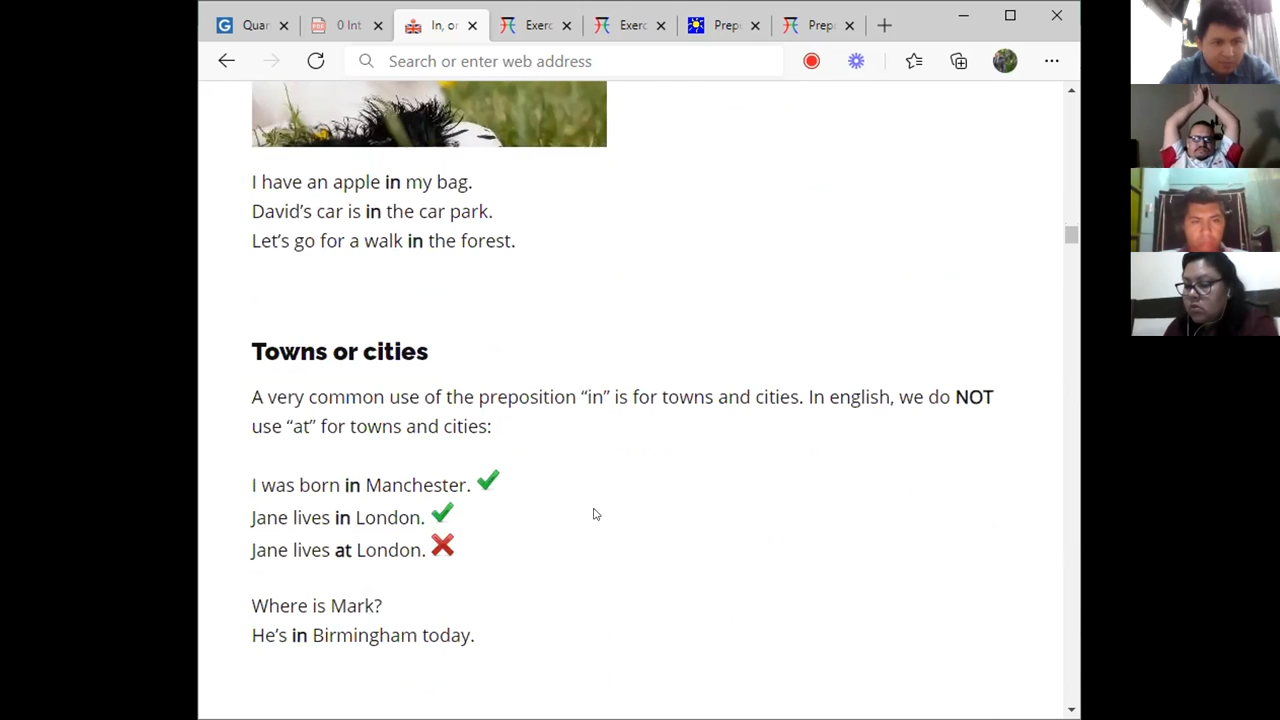 Quar
0 Int
In, or
Exerc
Exerc
Prep
Prep
Search or enter web address
I have an apple in my bag.
David’s car is in the car park.
Let’s go for a walk in the forest.
Towns or cities
A very common use of the preposition “in” is for towns and cities. In english, we do NOT
use “at” for towns and cities:
I was born in Manchester.
Jane lives in London.
Jane lives at London.
Where is Mark?
He’s in Birmingham today.